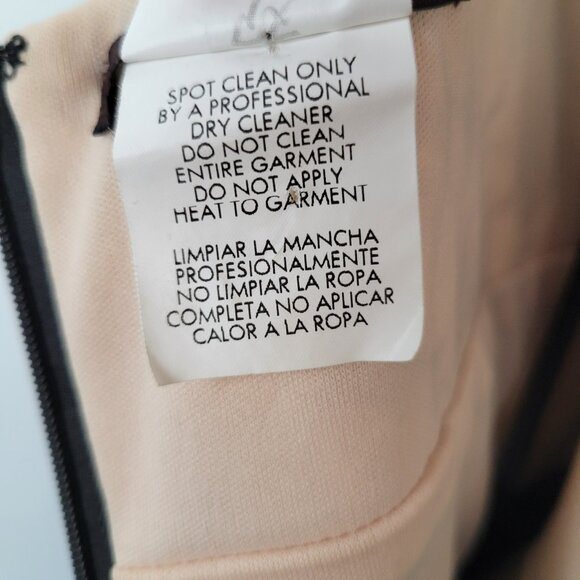 SPOT CLEAN ONLY
BY A PROFESSIONAL
DRY CLEANER
DO NOT CLEAN
ENTIRE GARMENT
DO NOT APPLY
HEAT TO GARMENT
LIMPIAR LA MANCHA
PROFESIONALMENTE
NO LIMPIAR LA ROPA
COMPLETA NO APLICAR
CALOR A LA ROPA